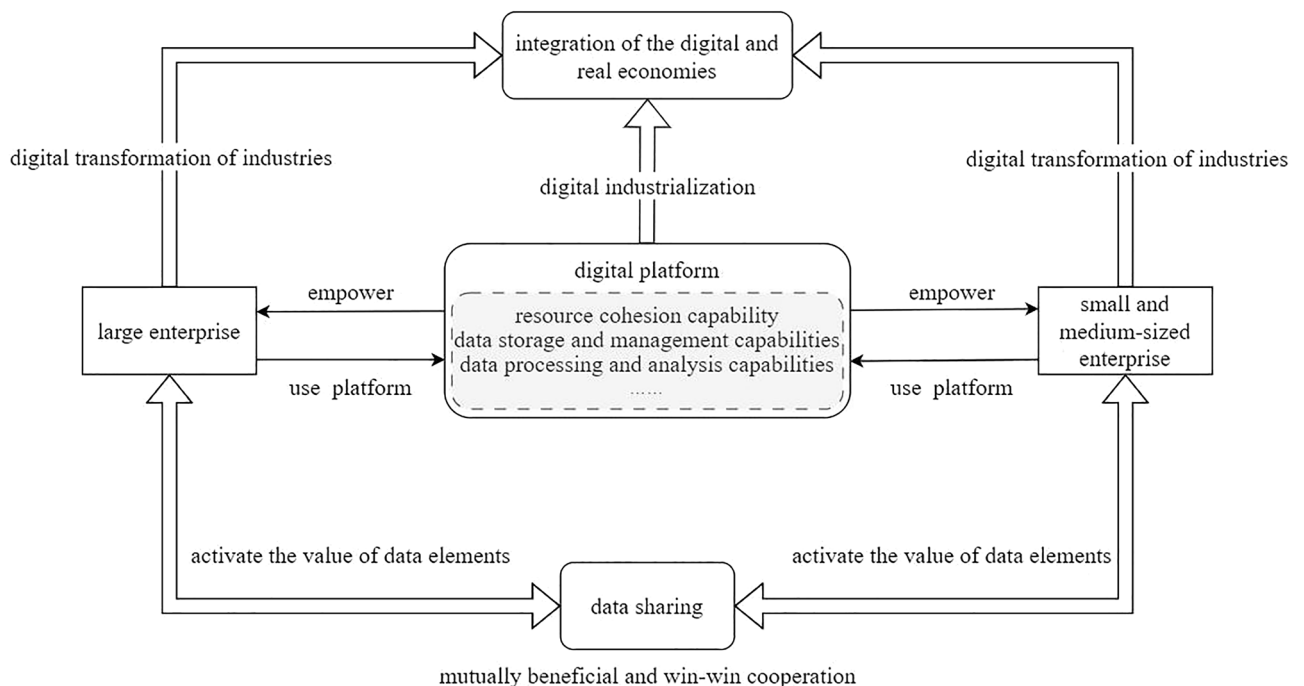 integration of the digital and
real economies
digital transformation of industries
digital transformation of industries
digital industrialization
digital platform
empower
empower
large enterprise
resource cohesion capability
data storage and management capabilities
data processing and analysis capabilities
……
small and
medium-sized
enterprise
use platform
use platform
activate the value of data elements
activate the value of data elements
data sharing
mutually beneficial and win-win cooperation